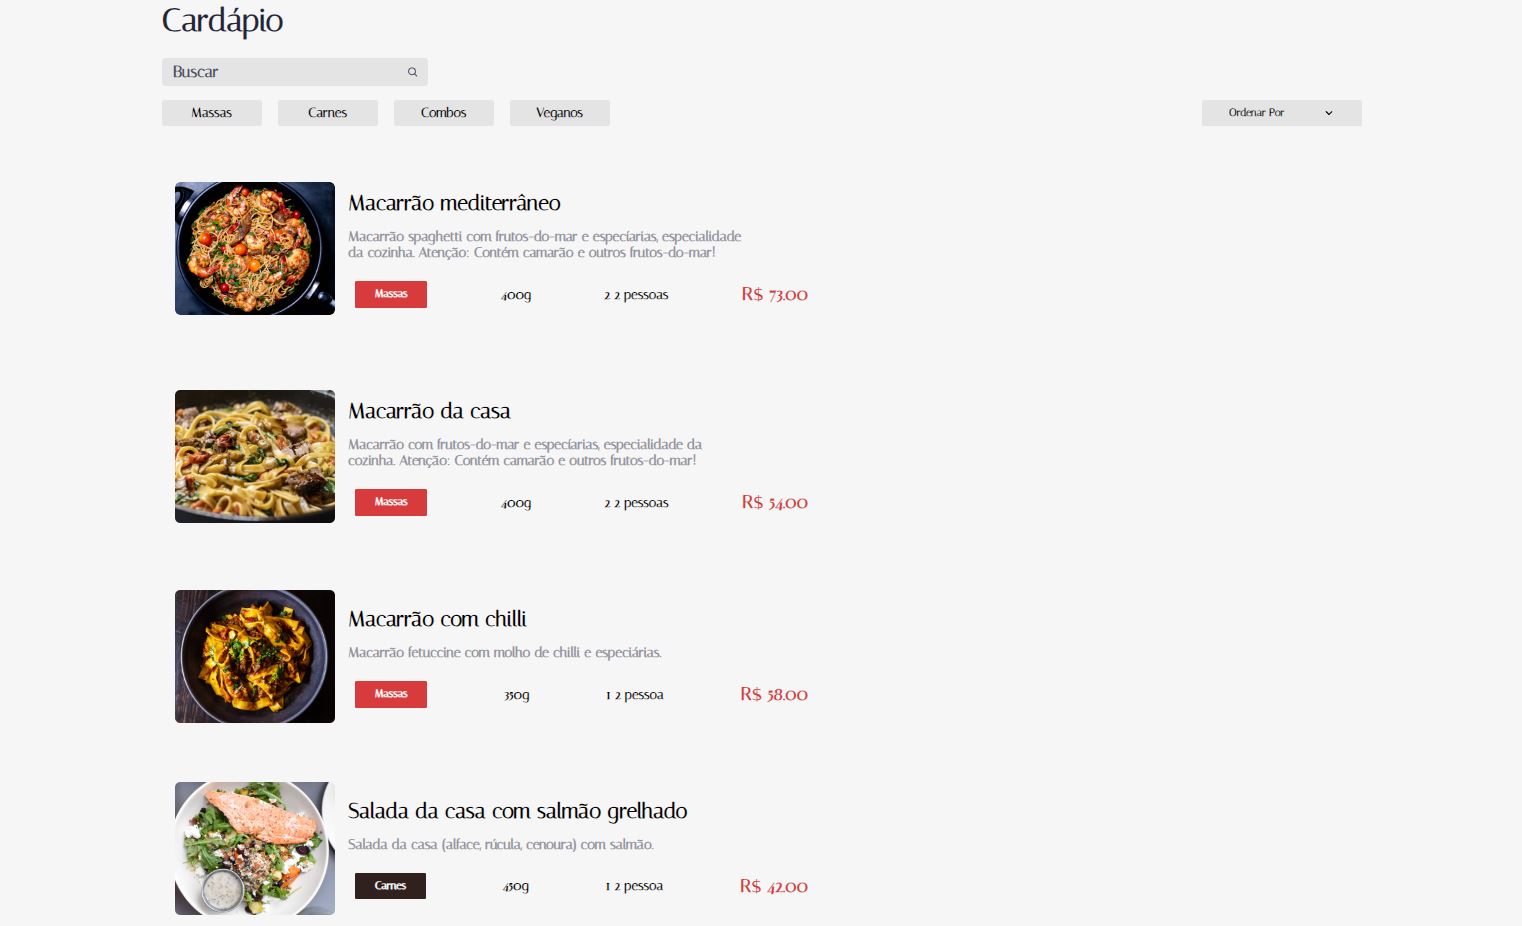 Cardápio
Buscar
Massas Carnes Combos Veganos Ordenar Por
Macarrão mediterrâneo
Macarrão spaghetti com frutos-do-mar e especíarias, especialidade
da cozinha. Atenção: Contém camarão e outros frutos-do-mar!
Massas 400g 2 2 pessoas R$ 73.00
Macarrão da casa
Macarrão com frutos-do-mar e especíarias, especialidade da
cozinha. Atenção: Contém camarão e outros frutos-do-mar!
Massas 400g 2 2 pessoas R$ 54.00
Macarrão com chilli
Macarrão fetuccine com molho de chilli e especiárias.
Massas 350g 1 2 pessoa R$ 58.00
Salada da casa com salmão grelhado
Salada da casa (alface, rúcula, cenoura) com salmão.
Carnes 450g 1 2 pessoa R$ 42.00